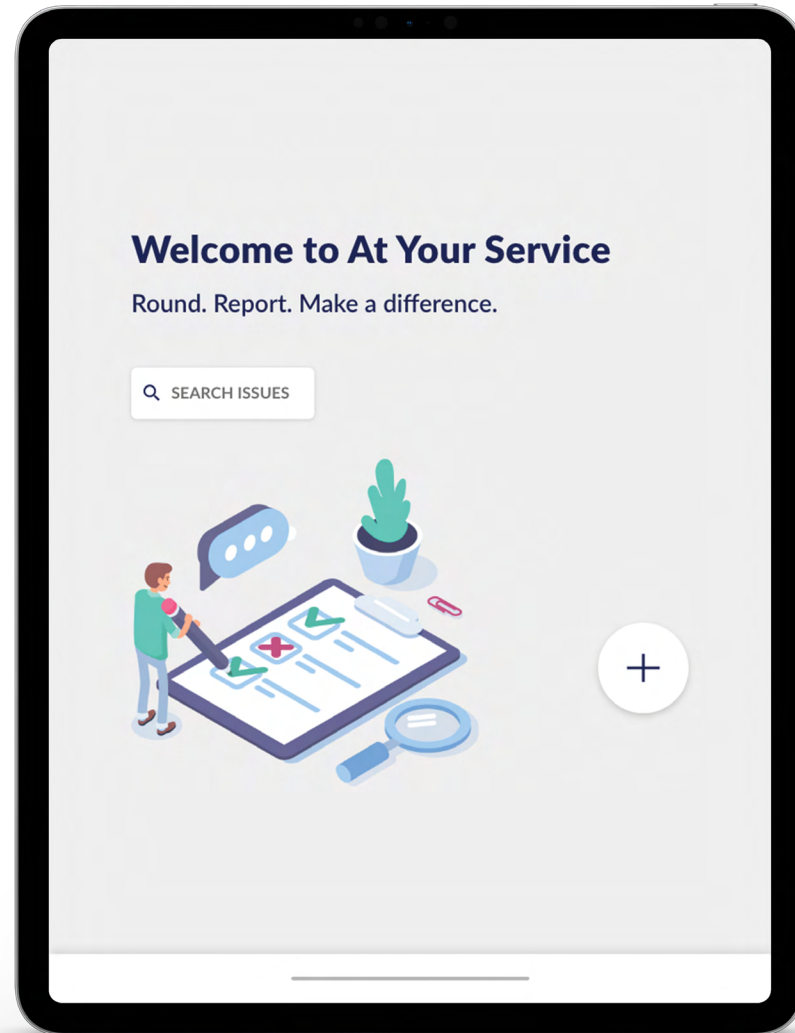 Welcome to At Your Service
Round. Report. Make a difference.
SEARCH ISSUES